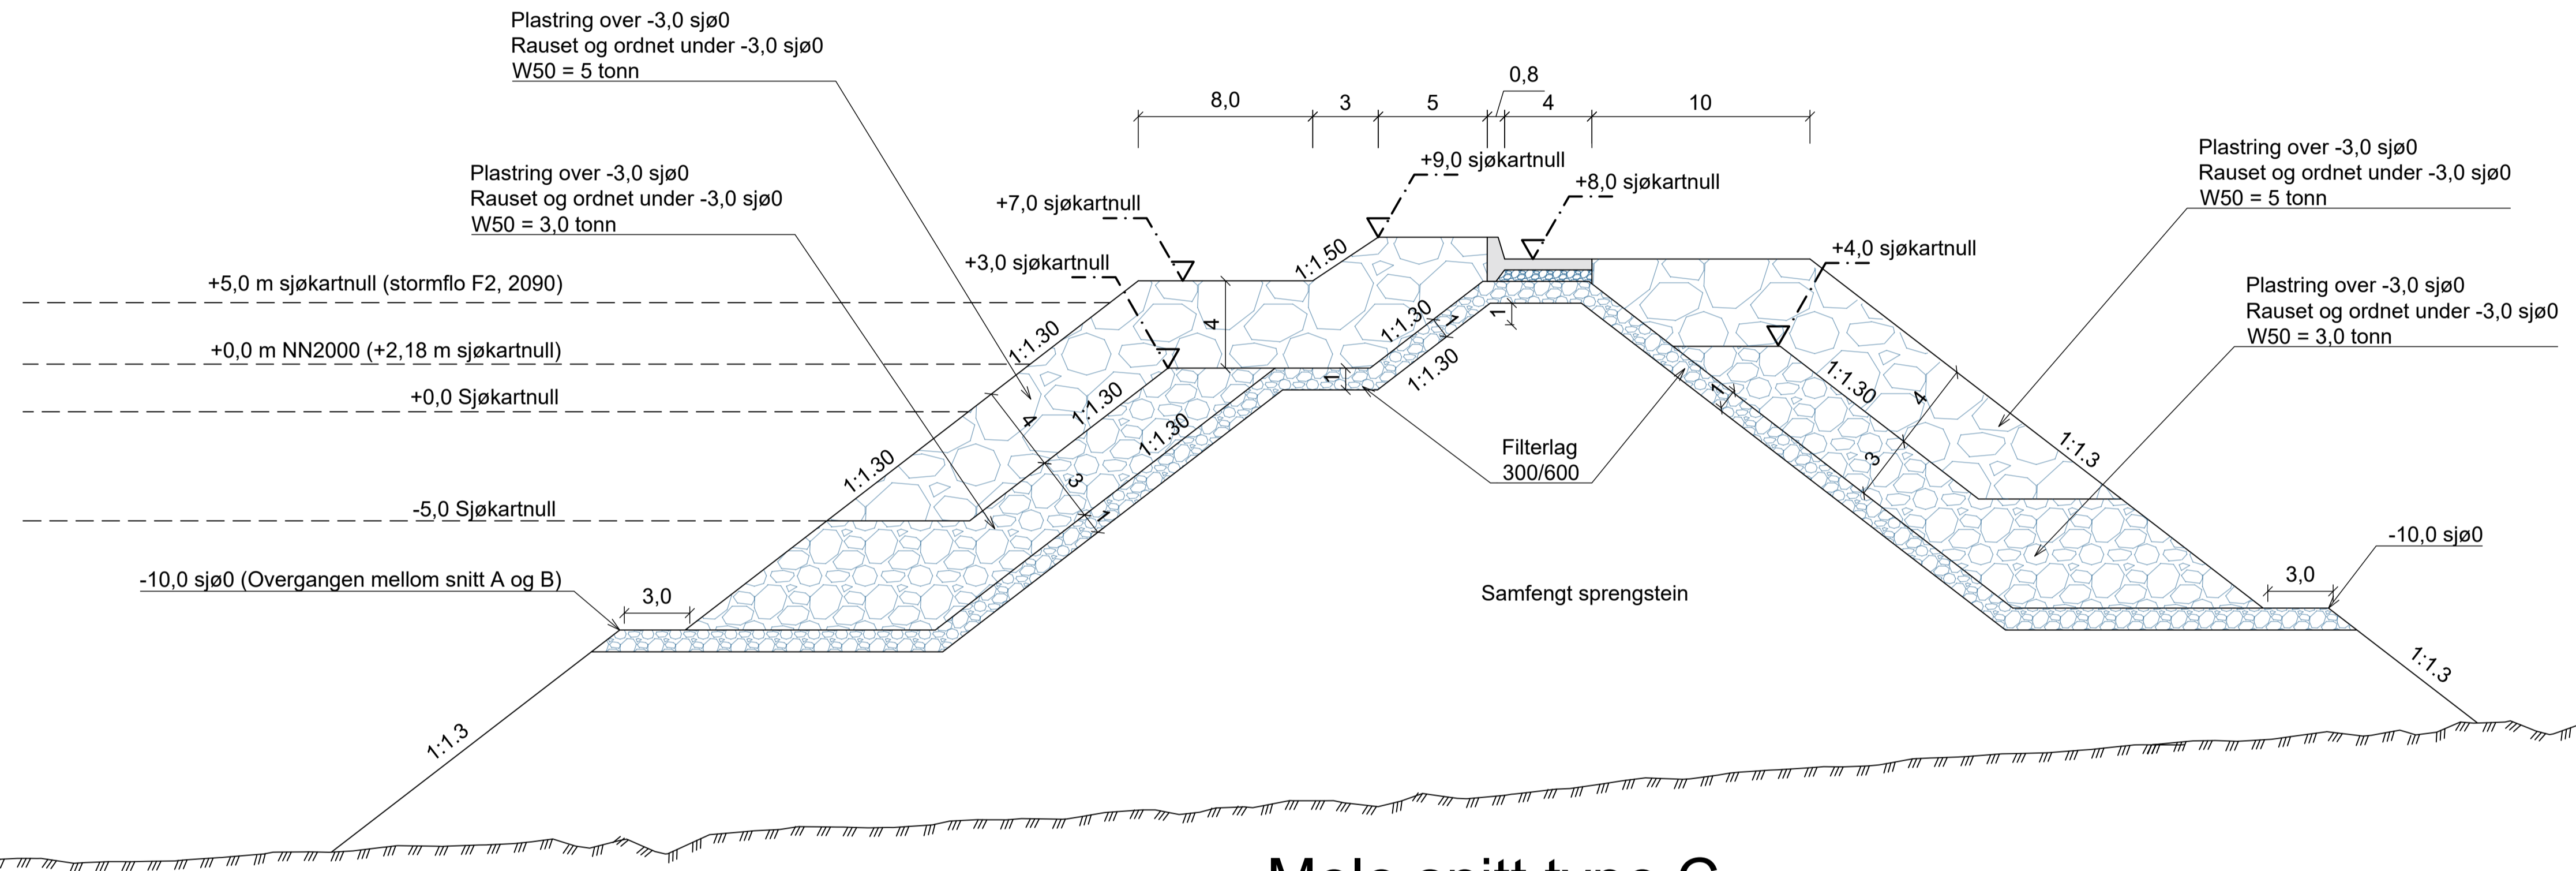 Plastring over -3,0 sjø0
Rauset og ordnet under -3,0 sjø0
W50 = 5 tonn
0,8
8,0
3
5
4
10
Plastring over -3,0 sjø0
Rauset og ordnet under -3,0 sjø0
W50 = 5 tonn
+9,0 sjøkartnull
+8,0 sjøkartnull
Plastring over -3,0 sjø0
Rauset og ordnet under -3,0 sjø0
W50 = 3,0 tonn
+7,0 sjøkartnull
+3,0 sjøkartnull
1:1.50
+4,0 sjøkartnull
+5,0 m sjøkartnull (stormflo F2, 2090)
Plastring over -3,0 sjø0
Rauset og ordnet under -3,0 sjø0
W50 = 3,0 tonn
+0,0 m NN2000 (+2,18 m sjøkartnull)
1:1.30
4
1:1.30
1
1
1:1.30
1
+0,0 Sjøkartnull
4
1:1.30
1:1.30
1
1:1.30
4
3
1:1.3
1:1.30
3
1
Filterlag
300/600
-5,0 Sjøkartnull
-10,0 sjø0
-10,0 sjø0 (Overgangen mellom snitt A og B)
3,0
Samfengt sprengstein
3,0
1:1.3
1:1.3
Molo snitt type C